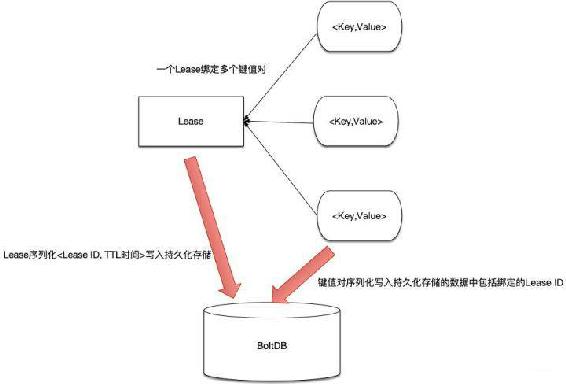 <Key,Value>
一个Lease绑定多个键值对
Lease
<Key,Value>
<Key,Value>
Lease序列化<Lease ID, TTL时间>写入持久化存储
键值对序列化写入持久化存储的数据中包括绑定的Lease ID
Bolt:DB